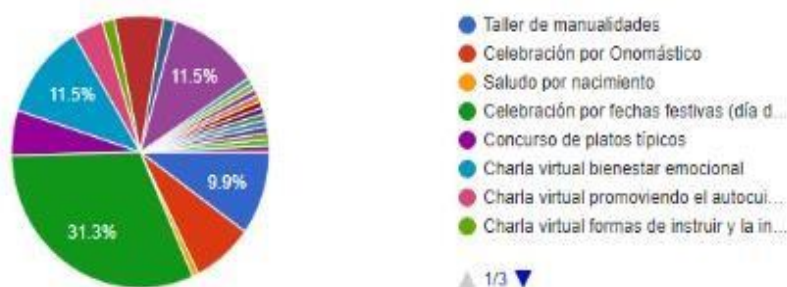 11.5%
11.5%
9.9%
31.3%
Taller de manualidades
Celebración por Onomástico
Saludo por nacimiento
Celebración por fechas festivas (día d...
Concurso de platos típicos
Charla virtual bienestar emocional
Charla virtual promoviendo el autocui...
Charla virtual formas de instruir y la in...
1/3